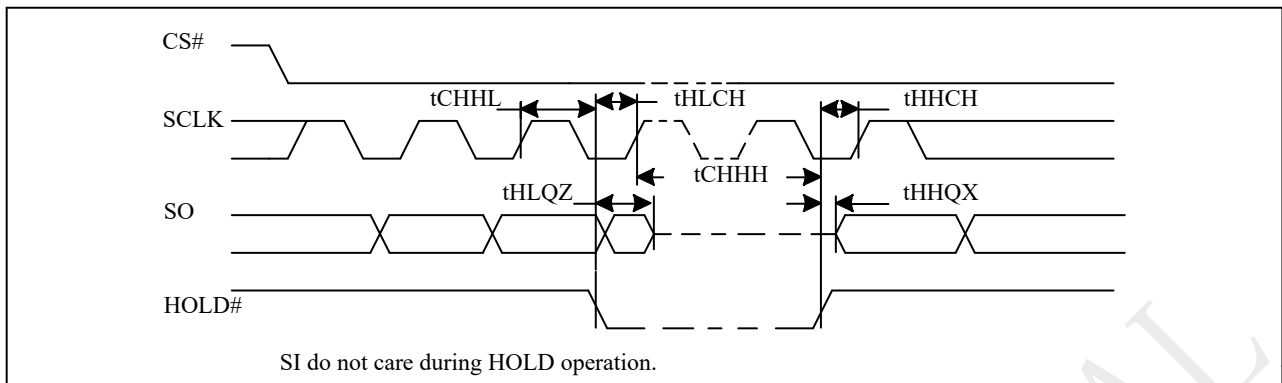 CS#
tCHHL
tHLCH
tHHCH
SCLK
tCHHH
tHLQZ
tHHQX
SO
HOLD#
SI do not care during HOLD operation.